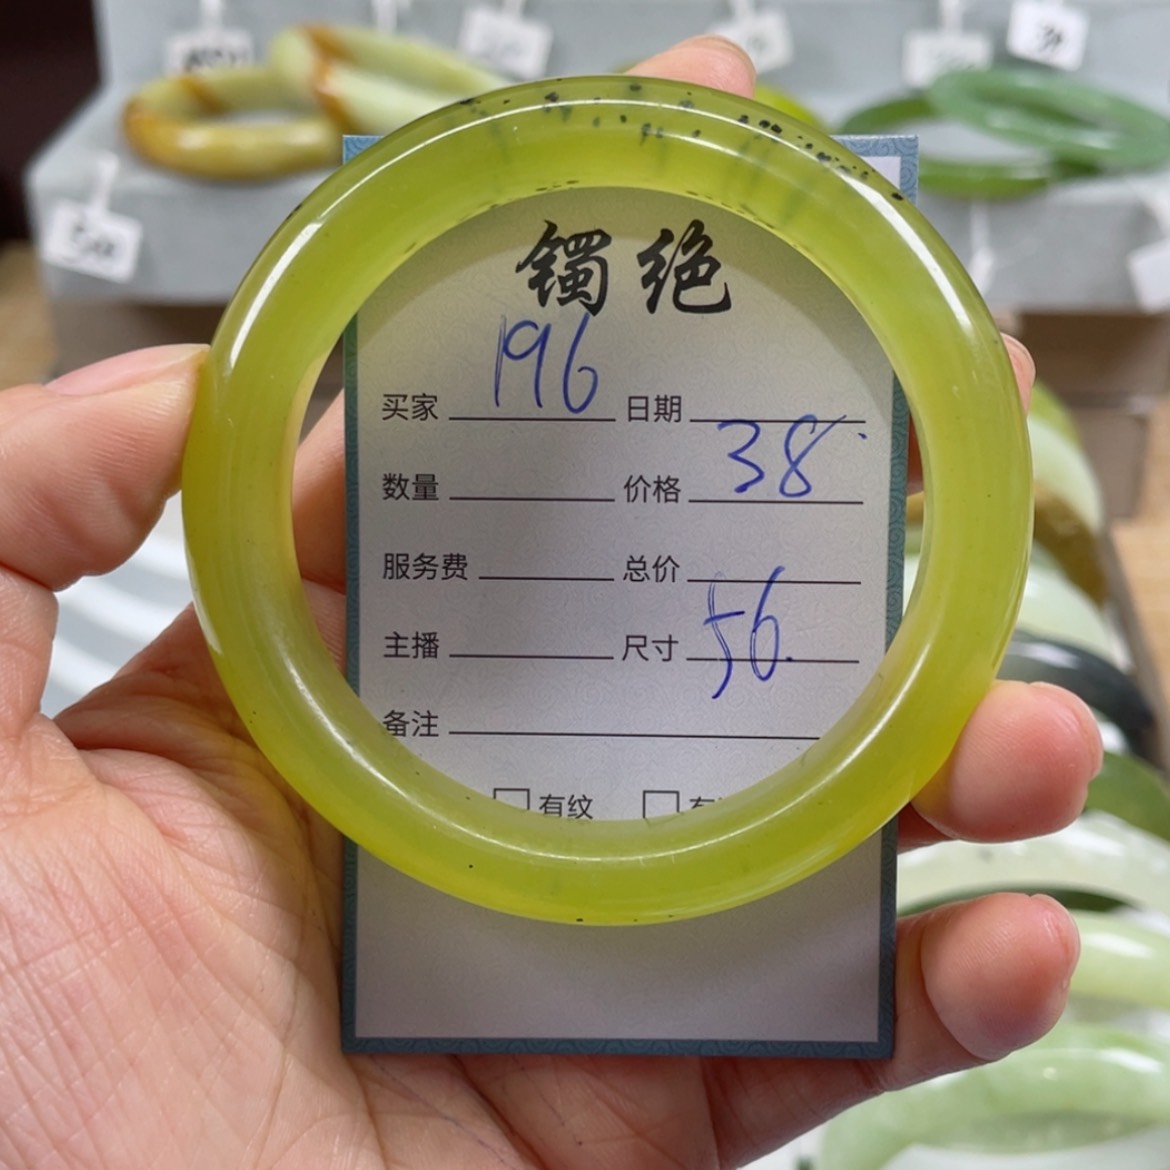 镯绝
买家 196 日期
数量 价格 38
服务费 总价
主播 尺寸 56.
备注
有纹